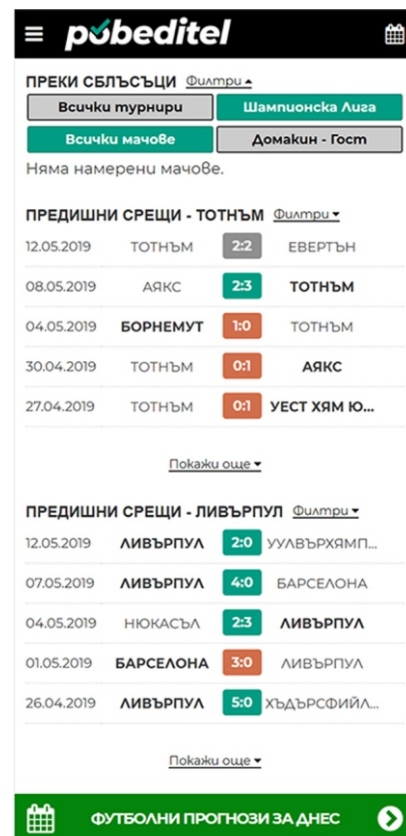 pobeditel
ПРЕКИ СБЛЪСЪЦИ Филтри
Всички турнири Шампионска Лига
Всички мачове Домакин - Гост
Няма намерени мачове.
ПРЕДИШНИ СРЕЩИ - ТОТНЪМ Филтри
12.05.2019 ТОТНЪМ 2:2 ЕВЕРТЪН
08.05.2019 АЯКС 2:3 ТОТНЪМ
04.05.2019 БОРНЕМУТ 1:0 ТОТНЪМ
30.04.2019 ТОТНЪМ 0:1 АЯКС
27.04.2019 ТОТНЪМ 0:1 УЕСТ ХЯМ Ю...
Покажи още
ПРЕДИШНИ СРЕЩИ - ЛИВЪРПУЛ Филтри
12.05.2019 ЛИВЪРПУЛ 2:0 УУЛВЪРХЯМП...
07.05.2019 ЛИВЪРПУЛ 4:0 БАРСЕЛОНА
04.05.2019 НЮКАСЪЛ 2:3 ЛИВЪРПУЛ
01.05.2019 БАРСЕЛОНА 3:0 ЛИВЪРПУЛ
26.04.2019 ЛИВЪРПУЛ 5:0 ХЪДЪРСФИЙЛ...
Покажи още
ФУТБОЛНИ ПРОГНОЗИ ЗА ДНЕС